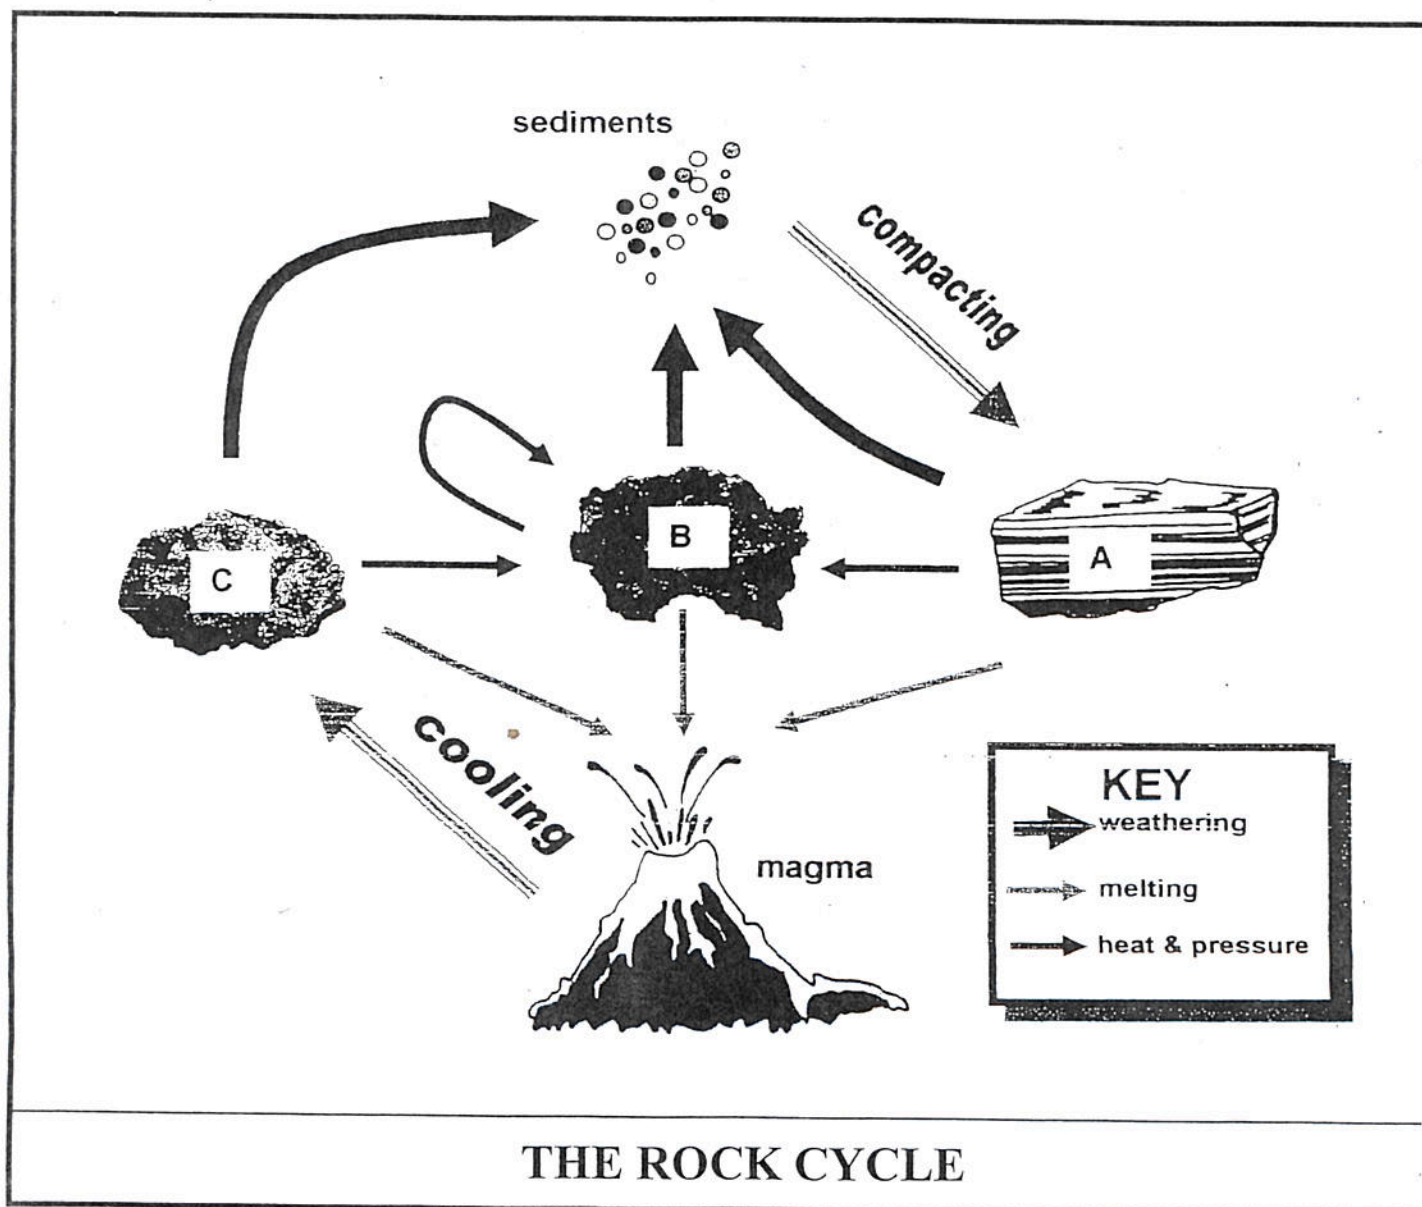 sediments
compacting
B
A
C
cooling
magma
KEY
weathering
melting
heat & pressure
THE ROCK CYCLE